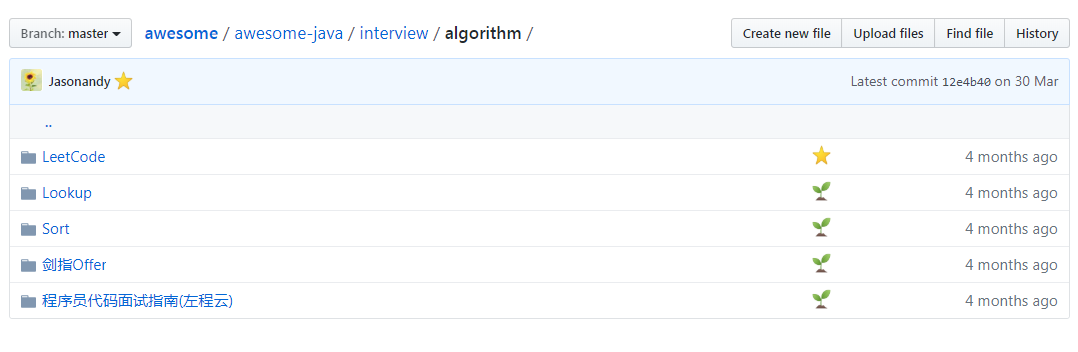 Branch: master awesome / awesome-java / interview / algorithm / Create new file Upload files Find file History
Jasonandy Latest commit 12e4b40 on 30 Mar
..
LeetCode 4 months ago
Lookup 4 months ago
Sort 4 months ago
剑指Offer 4 months ago
程序员代码面试指南(左程云) 4 months ago